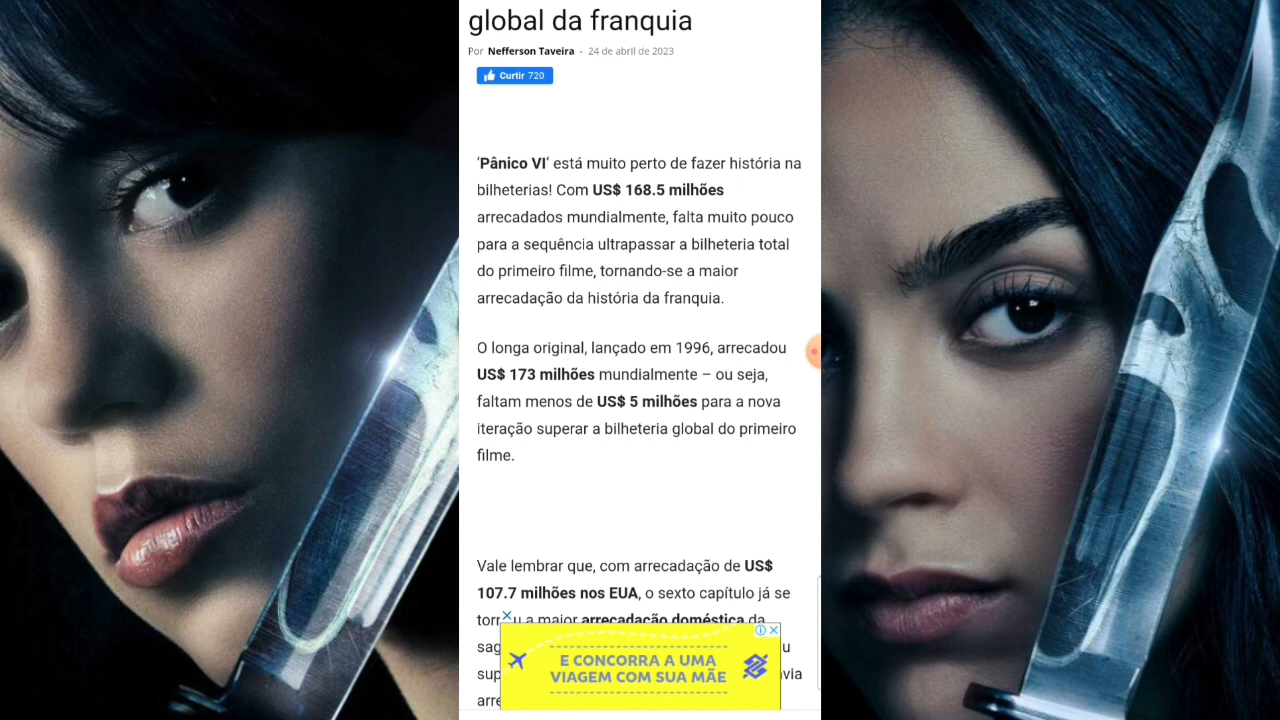 global da franquia
Por Nefferson Taveira - 24 de abril de 2023
Curtir 720
'Pânico VI' está muito perto de fazer história na
bilheterias! Com US$ 168.5 milhões
arrecadados mundialmente, falta muito pouco
para a sequência ultrapassar a bilheteria total
do primeiro filme, tornando-se a maior
arrecadação da história da franquia.
O longa original, lançado em 1996, arrecadou
US$ 173 milhões mundialmente – ou seja,
faltam menos de US$ 5 milhões para a nova
iteração superar a bilheteria global do primeiro
filme.
Vale lembrar que, com arrecadação de US$
107.7 milhões nos EUA, o sexto capítulo já se
a maior arrecadação doméstica da
E CONCORRA A UMA
VIAGEM COM SUA MÃE